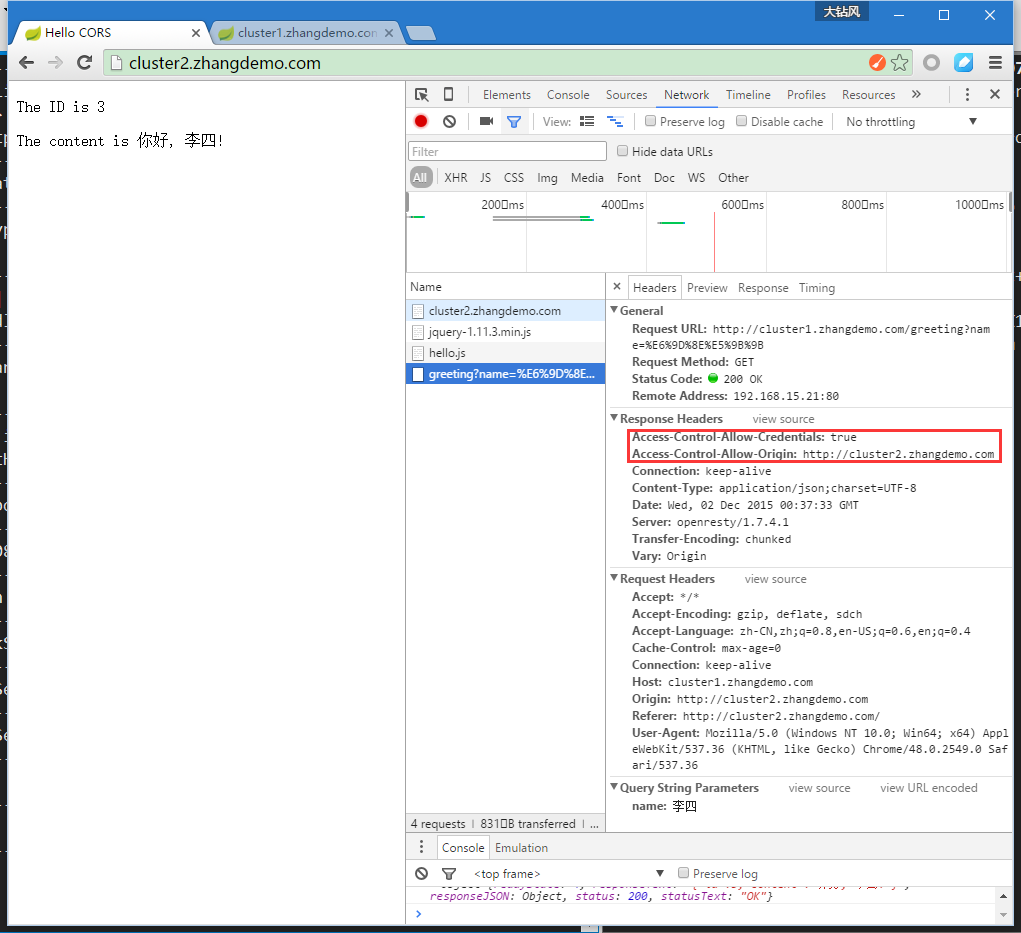 大钻风
Hello CORS
cluster1.zhangdemo.con
cluster2.zhangdemo.com
The ID is 3
The content is 你好, 李四!
Elements Console Sources Network Timeline Profiles Resources »
View: Preserve log Disable cache No throttling
Filter Hide data URLs
All XHR JS CSS Img Media Font Doc WS Other
200 ms 400 ms 600 ms 800 ms 1000 ms
Name
cluster2.zhangdemo.com
jquery-1.11.3.min.js
hello.js
greeting?name=%E6%9D%8E...
4 requests | 831 B transferred | ...
× Headers Preview Response Timing
General
Request URL: http://cluster1.zhangdemo.com/greeting?nam
e=%E6%9D%8E%E5%9B%9B
Request Method: GET
Status Code: 200 OK
Remote Address: 192.168.15.21:80
Response Headers view source
Access-Control-Allow-Credentials: true
Access-Control-Allow-Origin: http://cluster2.zhangdemo.com
Connection: keep-alive
Content-Type: application/json;charset=UTF-8
Date: Wed, 02 Dec 2015 00:37:33 GMT
Server: openresty/1.7.4.1
Transfer-Encoding: chunked
Vary: Origin
Request Headers view source
Accept: */*
Accept-Encoding: gzip, deflate, sdch
Accept-Language: zh-CN,zh;q=0.8,en-US;q=0.6,en;q=0.4
Cache-Control: max-age=0
Connection: keep-alive
Host: cluster1.zhangdemo.com
Origin: http://cluster2.zhangdemo.com
Referer: http://cluster2.zhangdemo.com/
User-Agent: Mozilla/5.0 (Windows NT 10.0; Win64; x64) Appl
eWebKit/537.36 (KHTML, like Gecko) Chrome/48.0.2549.0 Saf
ari/537.36
Query String Parameters view source view URL encoded
name: 李四
Console Emulation
<top frame> Preserve log
responseJSON: Object, status: 200, statusText: "OK"}